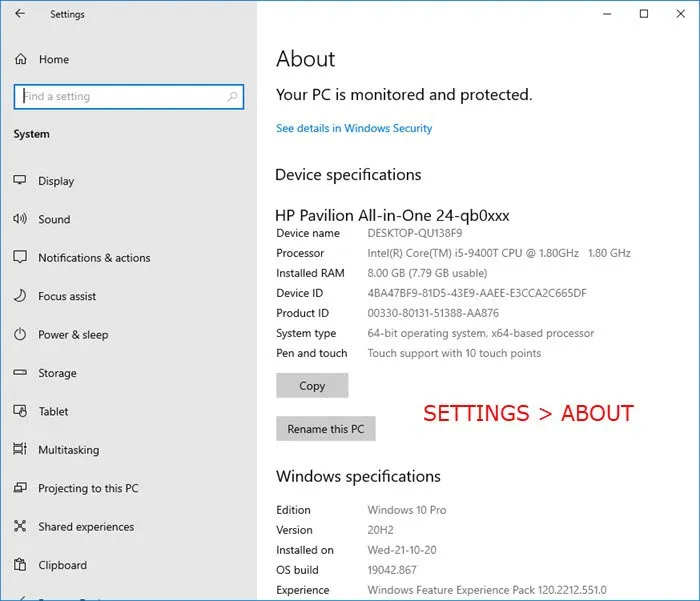 Settings
Home
Find a setting
System
Display
Sound
Notifications & actions
Focus assist
Power & sleep
Storage
Tablet
Multitasking
Projecting to this PC
Shared experiences
Clipboard
About
Your PC is monitored and protected.
See details in Windows Security
Device specifications
HP Pavilion All-in-One 24-qb0xxx
Device name DESKTOP-QU138F9
Processor Intel(R) Core(TM) i5-9400T CPU @ 1.80GHz 1.80 GHz
Installed RAM 8.00 GB (7.79 GB usable)
Device ID 4BA47BF9-81D5-43E9-AAEE-E3CCA2C665DF
Product ID 00330-80131-51388-AA876
System type 64-bit operating system, x64-based processor
Pen and touch Touch support with 10 touch points
Copy
SETTINGS > ABOUT
Rename this PC
Windows specifications
Edition Windows 10 Pro
Version 20H2
Installed on Wed-21-10-20
OS build 19042.867
Experience Windows Feature Experience Pack 120.2212.551.0